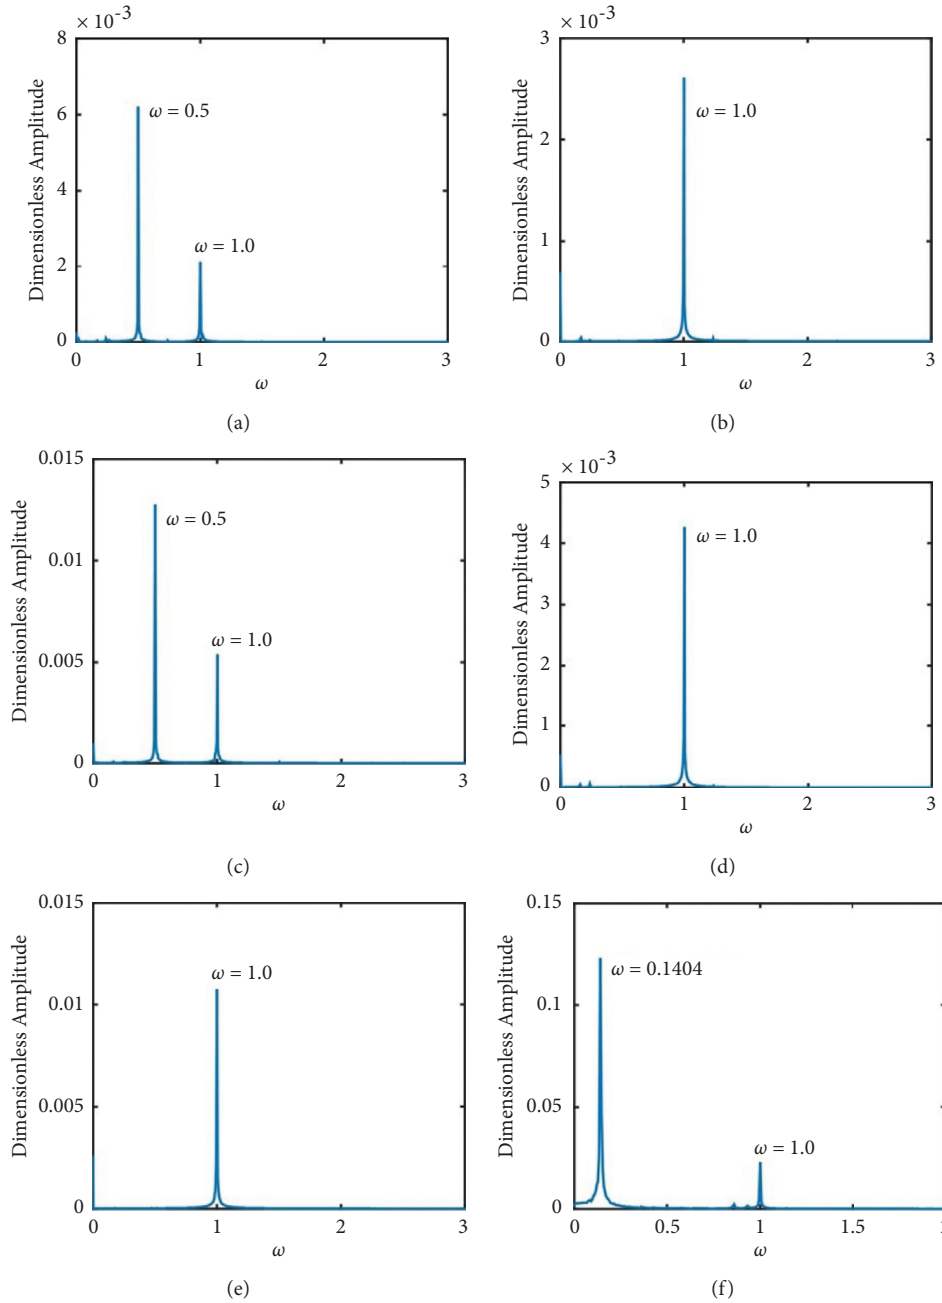 × 10⁻³
8
6
4
2
0
0
1
2
3
Dimensionless Amplitude
ω
ω = 0.5
ω = 1.0
(a)
× 10⁻³
3
2
1
0
0
1
2
3
Dimensionless Amplitude
ω
ω = 1.0
(b)
0.015
0.01
0.005
0
0
1
2
3
Dimensionless Amplitude
ω
ω = 0.5
ω = 1.0
(c)
× 10⁻³
5
4
3
2
1
0
0
1
2
3
Dimensionless Amplitude
ω
ω = 1.0
(d)
0.015
0.01
0.005
0
0
1
2
3
Dimensionless Amplitude
ω
ω = 1.0
(e)
0.15
0.1
0.05
0
0
0.5
1
1.5
Dimensionless Amplitude
ω
ω = 0.1404
ω = 1.0
(f)